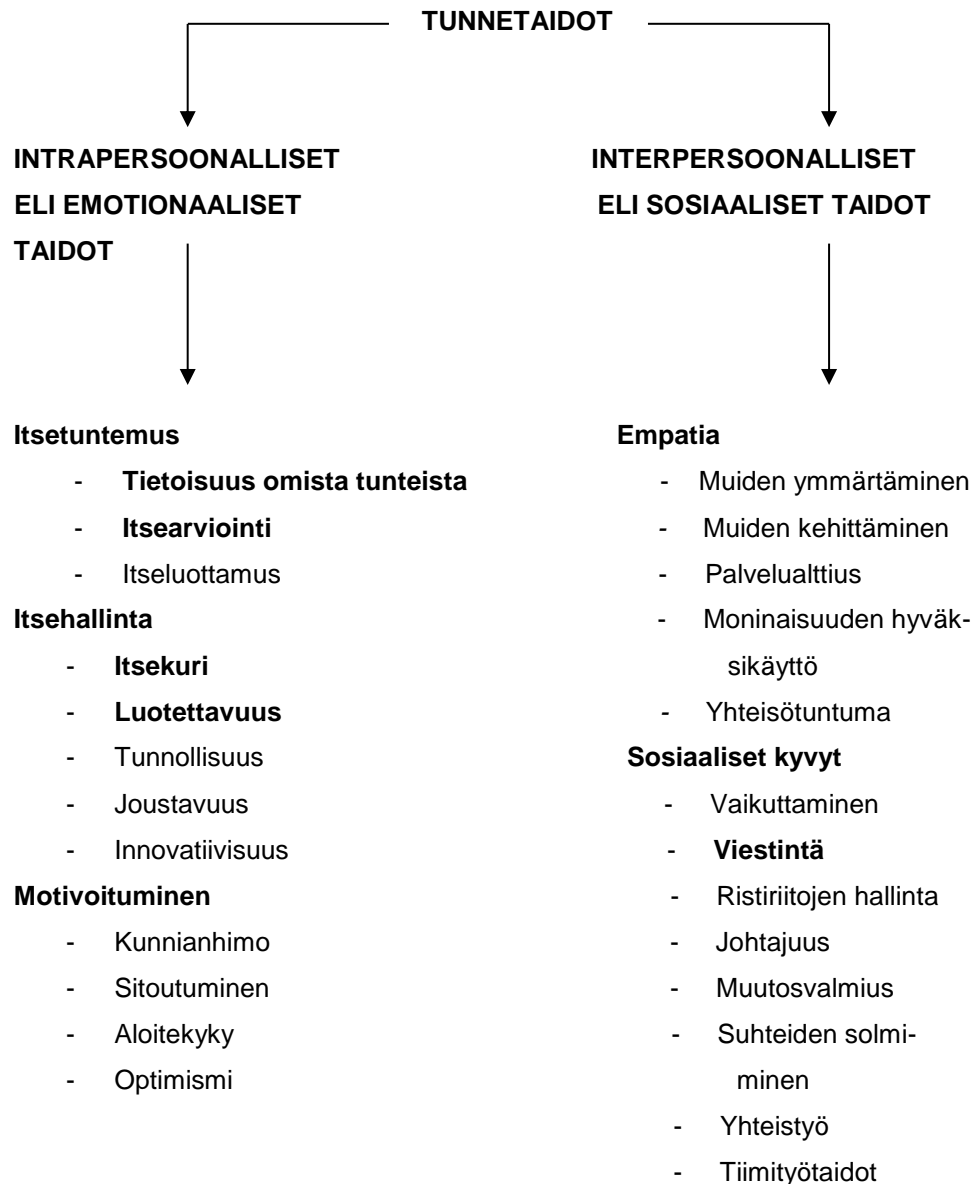 TUNNETAIDOT
INTRAPERSOONALLISET
ELI EMOTIONAALISET
TAIDOT
Itsetuntemus
- Tietoisuus omista tunteista
- Itsearviointi
- Itseluottamus
Itsehallinta
- Itsekuri
- Luotettavuus
- Tunnollisuus
- Joustavuus
- Innovatiivisuus
Motivoituminen
- Kunnianhimo
- Sitoutuminen
- Aloitekyky
- Optimismi
INTERPERSOONALLISET
ELI SOSIAALISET TAIDOT
Empatia
- Muiden ymmärtäminen
- Muiden kehittäminen
- Palvelualttius
- Moninaisuuden hyväk-
sikäyttö
- Yhteisötuntuma
Sosiaaliset kyvyt
- Vaikuttaminen
- Viestintä
- Ristiriitojen hallinta
- Johtajuus
- Muutosvalmius
- Suhteiden solmi-
minen
- Yhteistyö
- Tiimityötaidot